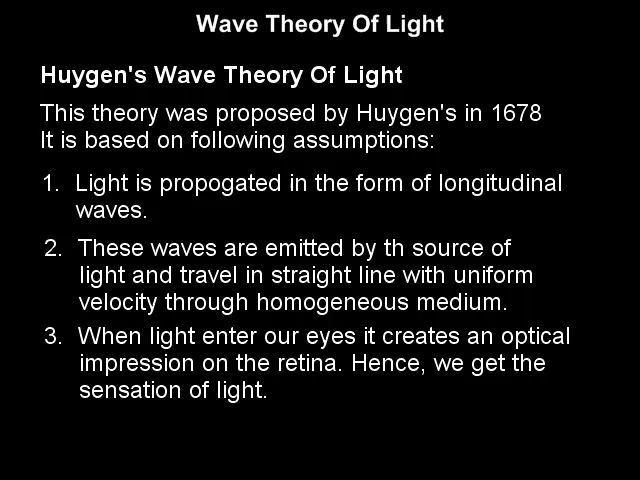 Wave Theory Of Light
Huygen's Wave Theory Of Light
This theory was proposed by Huygen's in 1678
It is based on following assumptions:
1. Light is propogated in the form of longitudinal
waves.
2. These waves are emitted by th source of
light and travel in straight line with uniform
velocity through homogeneous medium.
3. When light enter our eyes it creates an optical
impression on the retina. Hence, we get the
sensation of light.